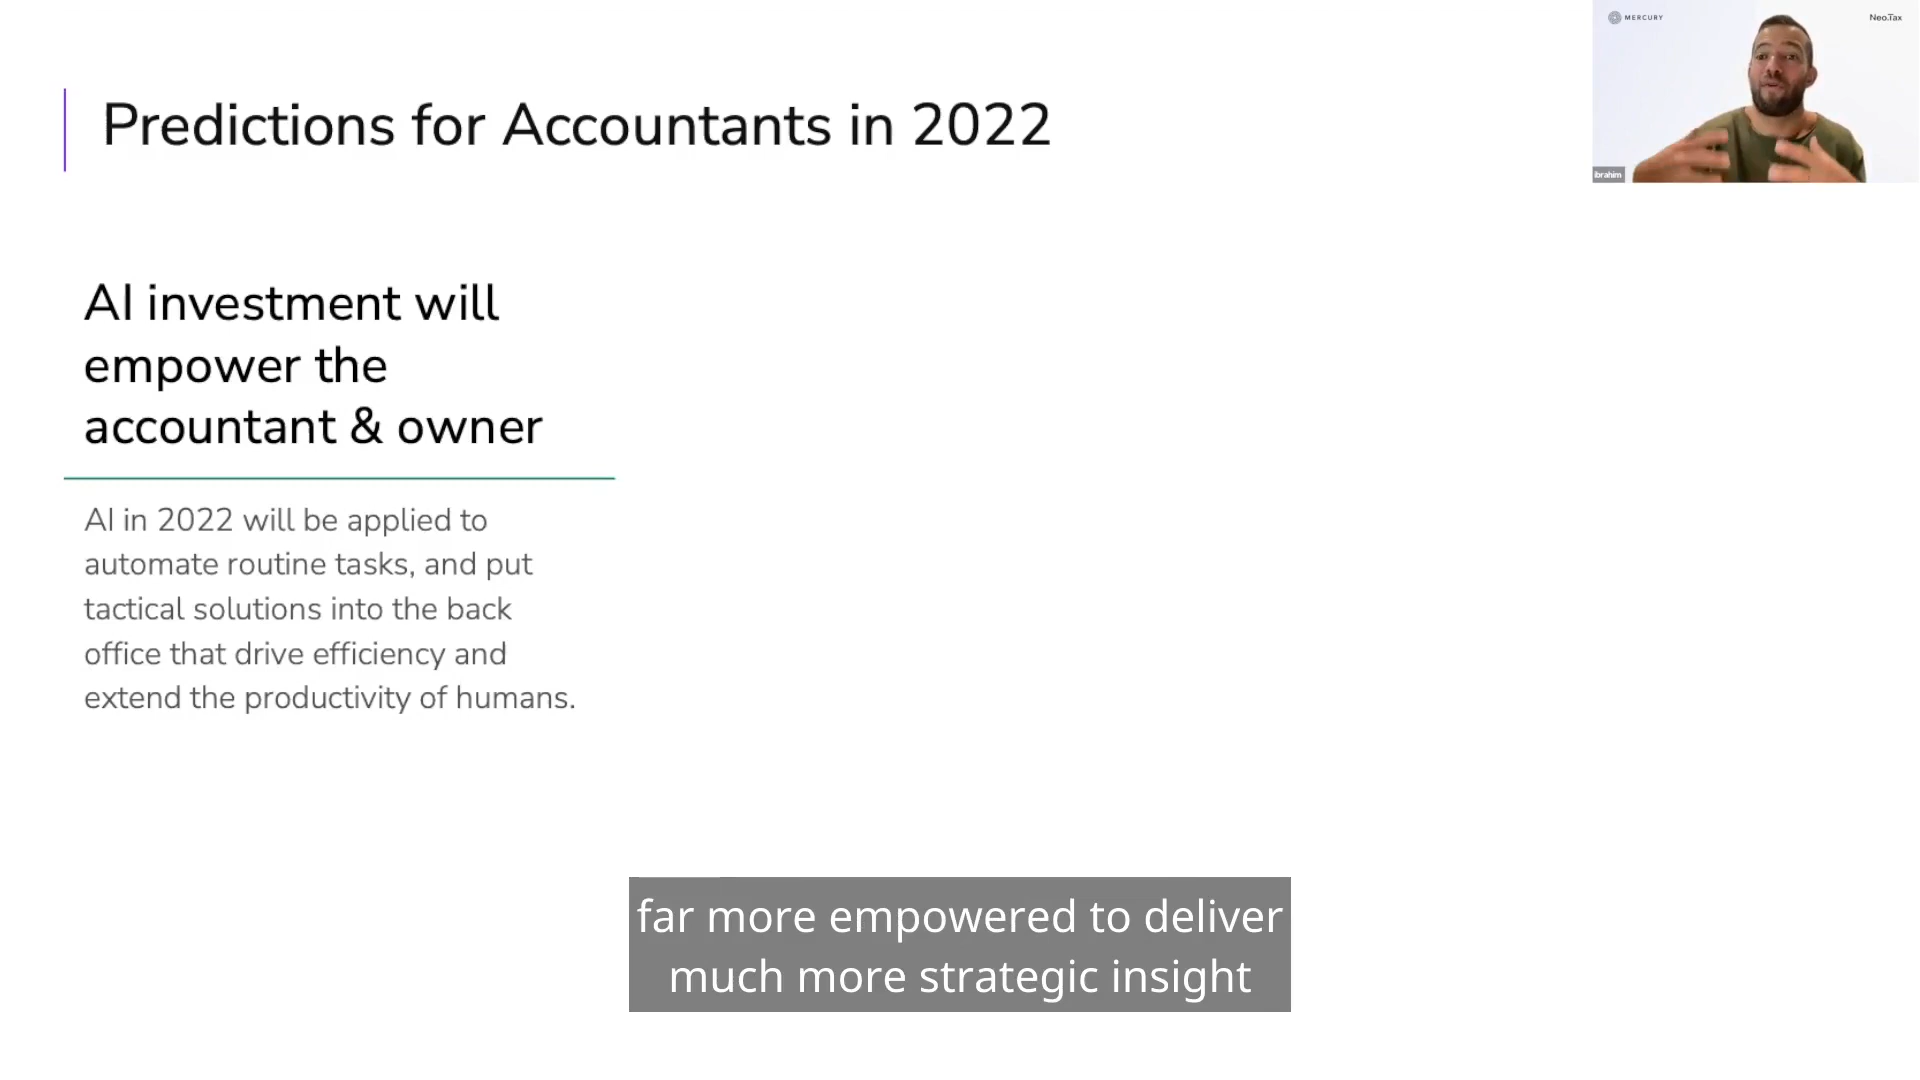 MERCURY
Neo.Tax
ibrahim
Predictions for Accountants in 2022
AI investment will
empower the
accountant & owner
AI in 2022 will be applied to
automate routine tasks, and put
tactical solutions into the back
office that drive efficiency and
extend the productivity of humans.
far more empowered to deliver
much more strategic insight